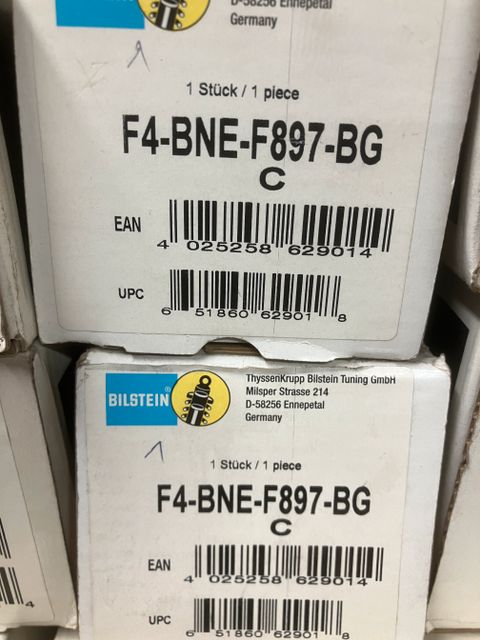 BILSTEIN
D-58256 Ennepetal
Germany
1 Stück / 1 piece
F4-BNE-F897-BG
C
EAN
4 025258 629014
UPC
6 51860 62901 8
BILSTEIN®
ThyssenKrupp Bilstein Tuning GmbH
Milsper Strasse 214
D-58256 Ennepetal
Germany
1 Stück / 1 piece
F4-BNE-F897-BG
C
EAN
4 025258 629014
UPC
6 51860 62901 8
4